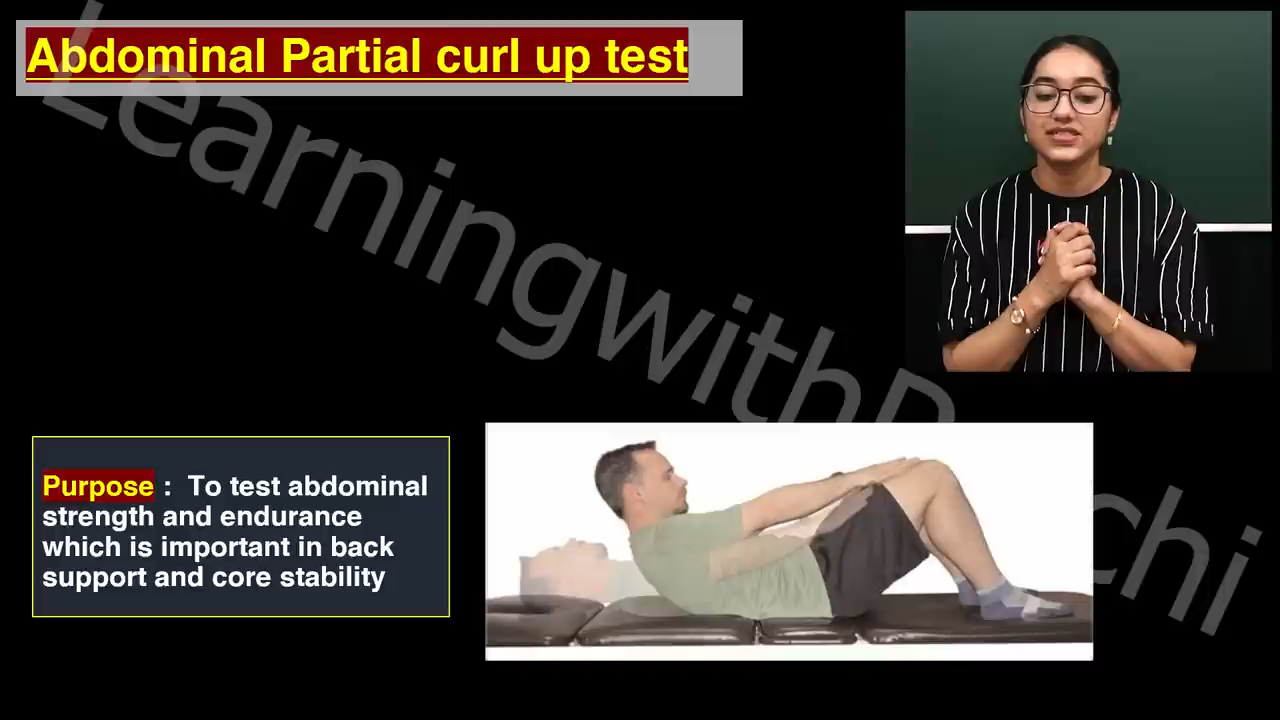 Abdominal Partial curl up test
Purpose : To test abdominal
strength and endurance
which is important in back
support and core stability